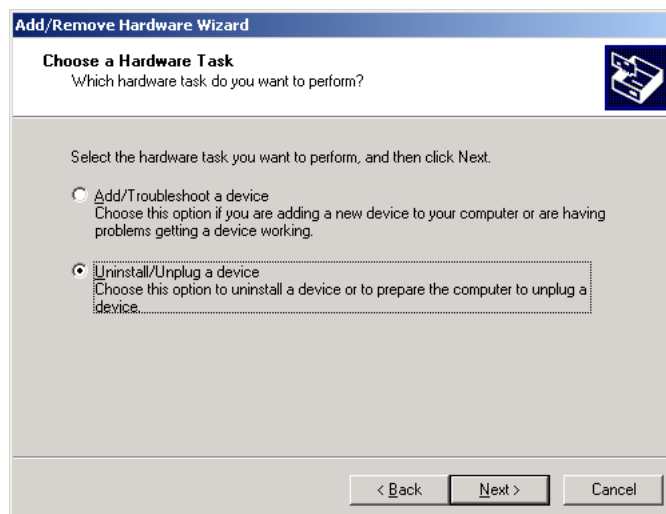 Add/Remove Hardware Wizard
Choose a Hardware Task
Which hardware task do you want to perform?
Select the hardware task you want to perform, and then click Next.
Add/Troubleshoot a device
Choose this option if you are adding a new device to your computer or are having
problems getting a device working.
Uninstall/Unplug a device
Choose this option to uninstall a device or to prepare the computer to unplug a
device.
< Back Next > Cancel